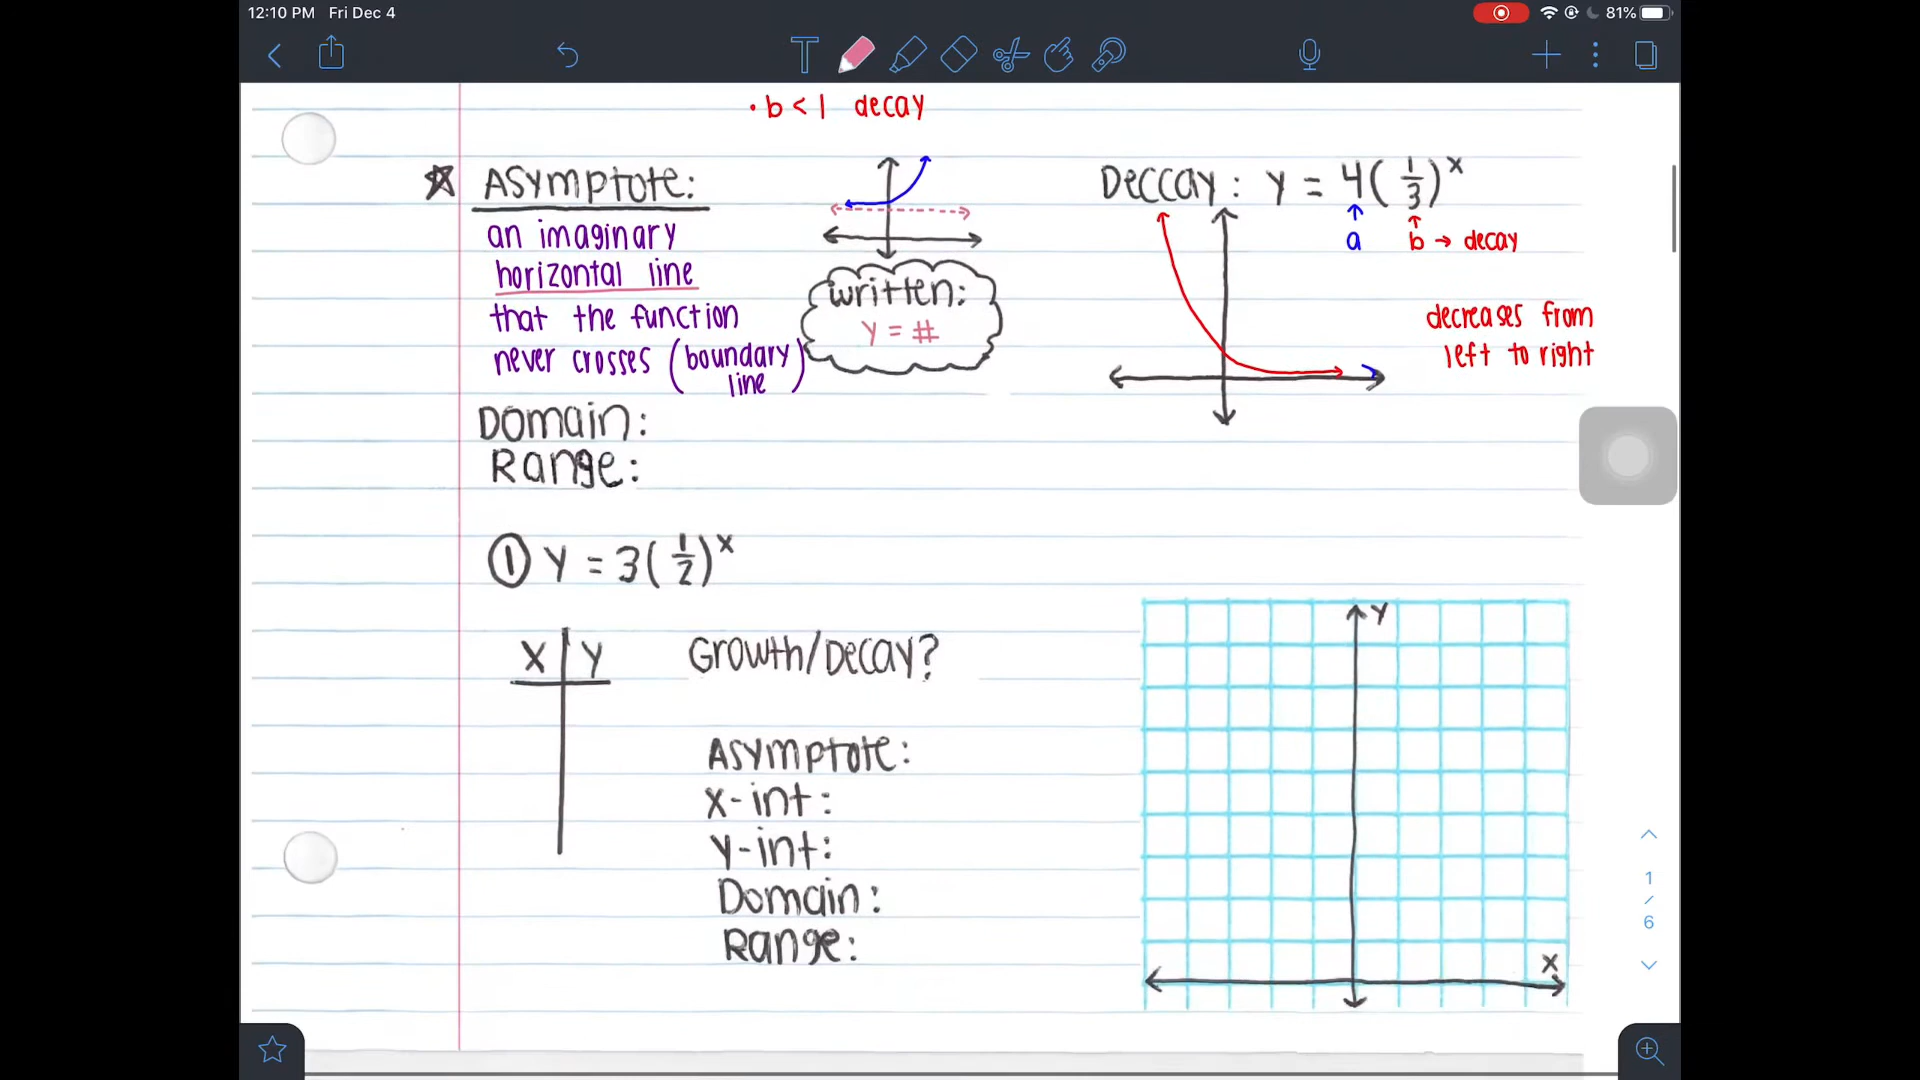 12:10 PM Fri Dec 4
81%
T
• b < 1 decay
☆ Asymptote:
an imaginary
horizontal line
that the function
never crosses (boundary
line)
written:
y = #
Deccay: y = 4(1/3)^x
a
b → decay
decreases from
left to right
Domain:
Range:
① y = 3(1/2)^x
X Y
Growth/Decay?
Asymptote:
x-int:
y-int:
Domain:
Range:
Y
X
1
/
6